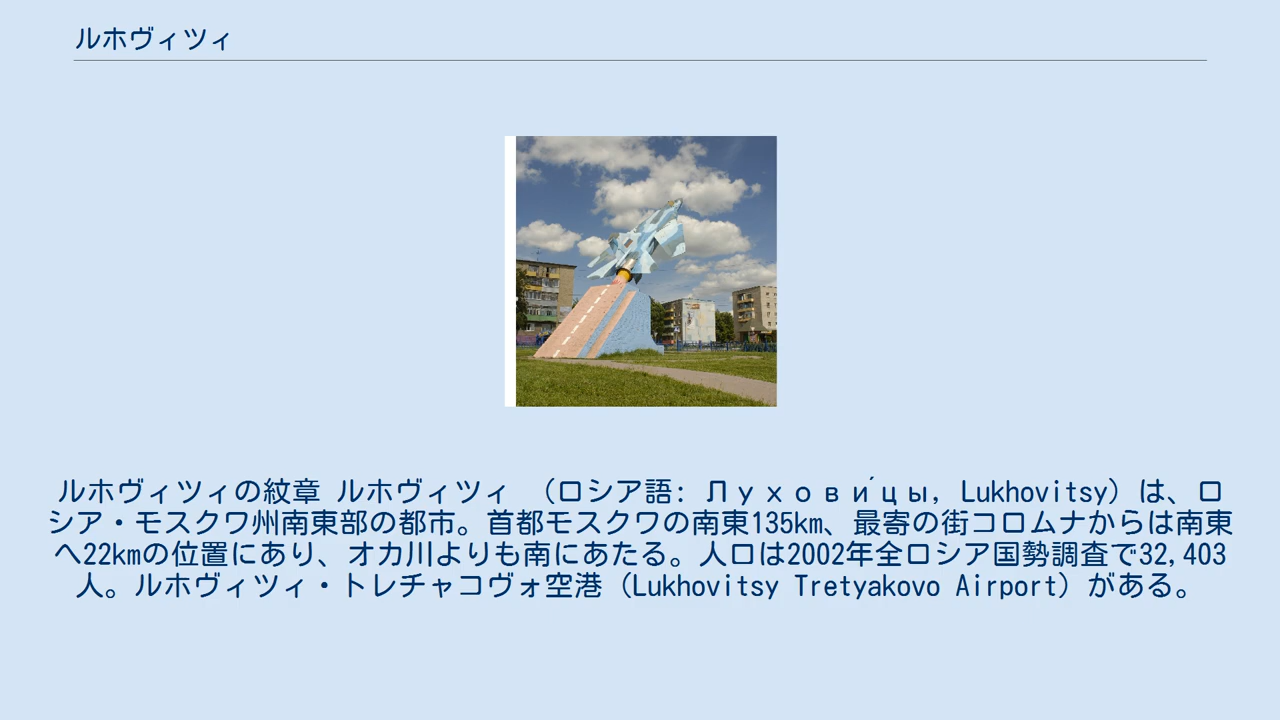 ルホヴィツィ
ルホヴィツィの紋章 ルホヴィツィ （ロシア語: Лухови́цы, Lukhovitsy）は、ロ
シア・モスクワ州南東部の都市。首都モスクワの南東135km、最寄の街コロムナからは南東
へ22kmの位置にあり、オカ川よりも南にあたる。人口は2002年全ロシア国勢調査で32,403
人。ルホヴィツィ・トレチャコヴォ空港（Lukhovitsy Tretyakovo Airport）がある。